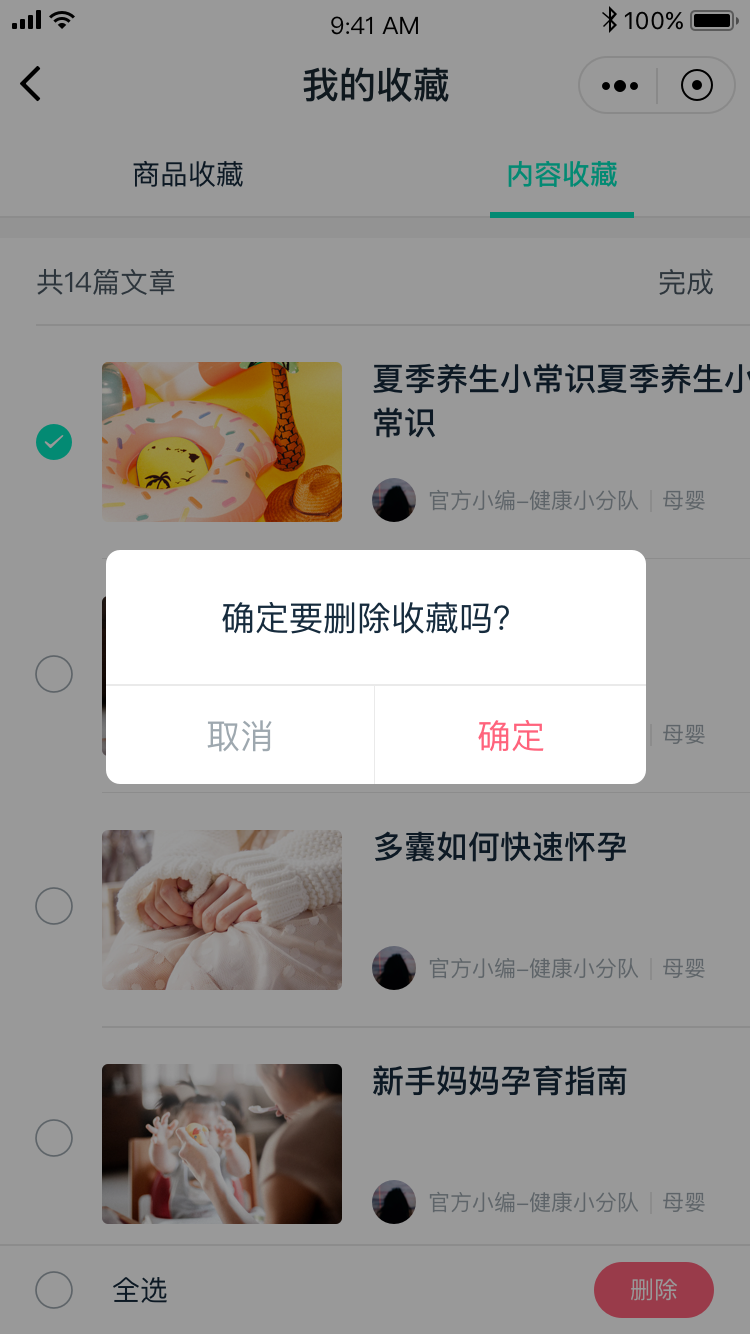 9:41 AM
100%
我的收藏
商品收藏
内容收藏
共14篇文章
完成
夏季养生小常识夏季养生小
常识
官方小编–健康小分队
母婴
确定要删除收藏吗?
取消
确定
母婴
多囊如何快速怀孕
官方小编–健康小分队
母婴
新手妈妈孕育指南
官方小编–健康小分队
母婴
全选
删除